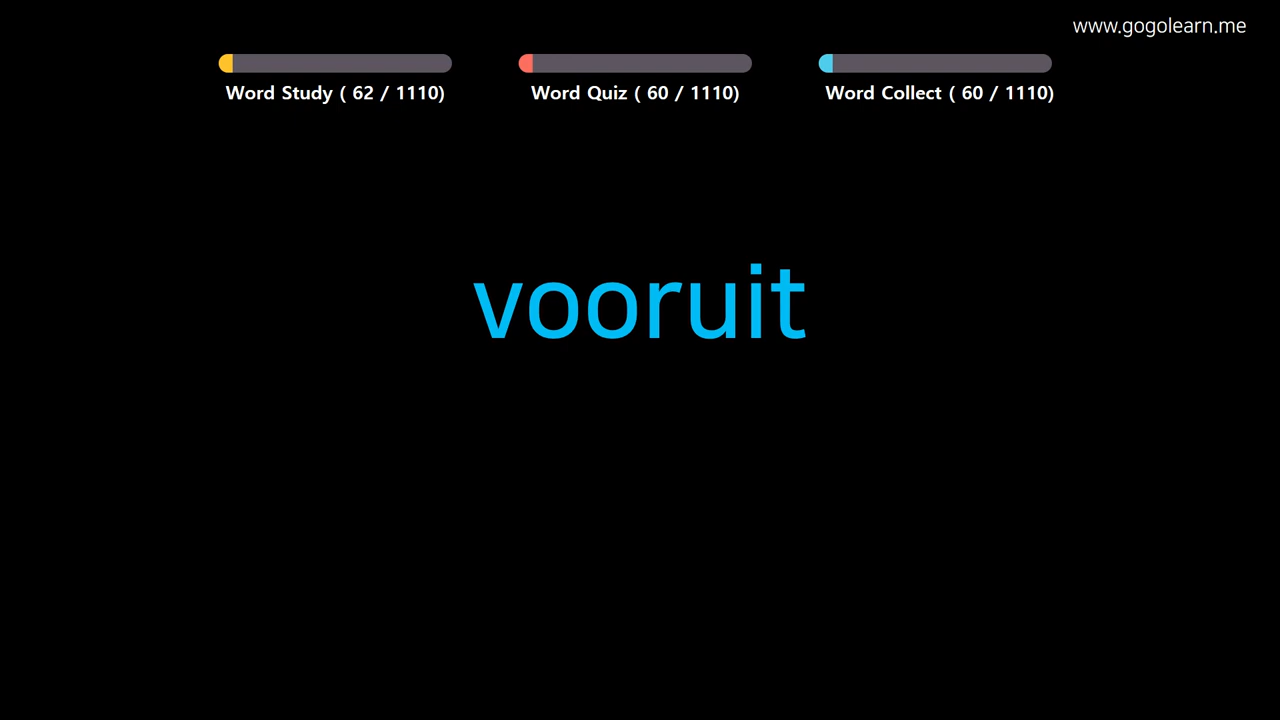 www.gogolearn.me
Word Study ( 62 / 1110)
Word Quiz ( 60 / 1110)
Word Collect ( 60 / 1110)
vooruit